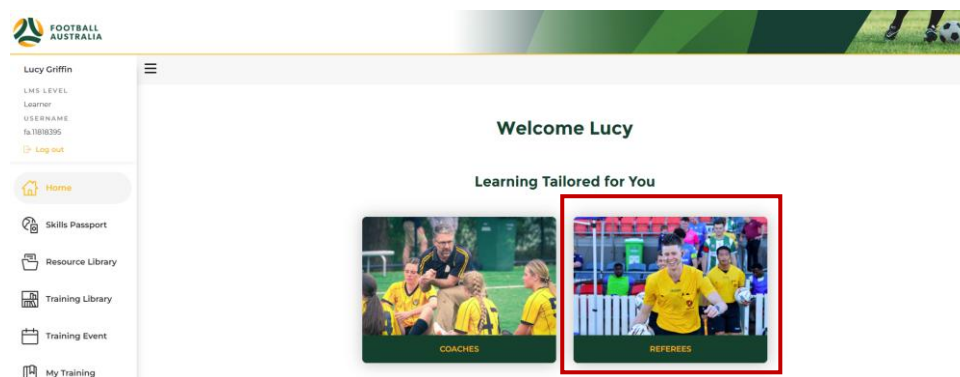 FOOTBALL
AUSTRALIA
Lucy Griffin
LMS LEVEL
Learner
USERNAME
fa.11818395
Log out
Home
Skills Passport
Resource Library
Training Library
Training Event
My Training
Welcome Lucy
Learning Tailored for You
COACHES
REFEREES